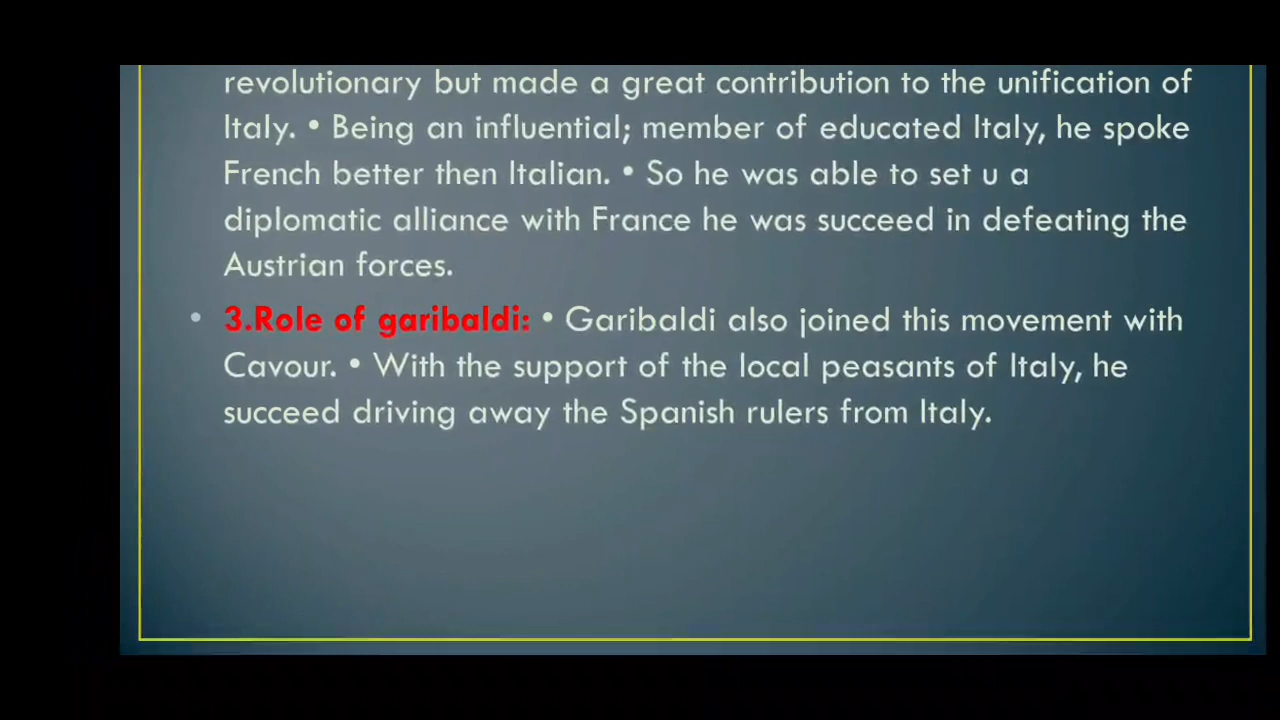 revolutionary but made a great contribution to the unification of
Italy. • Being an influential; member of educated Italy, he spoke
French better then Italian. • So he was able to set u a
diplomatic alliance with France he was succeed in defeating the
Austrian forces.
• 3.Role of garibaldi: • Garibaldi also joined this movement with
Cavour. • With the support of the local peasants of Italy, he
succeed driving away the Spanish rulers from Italy.